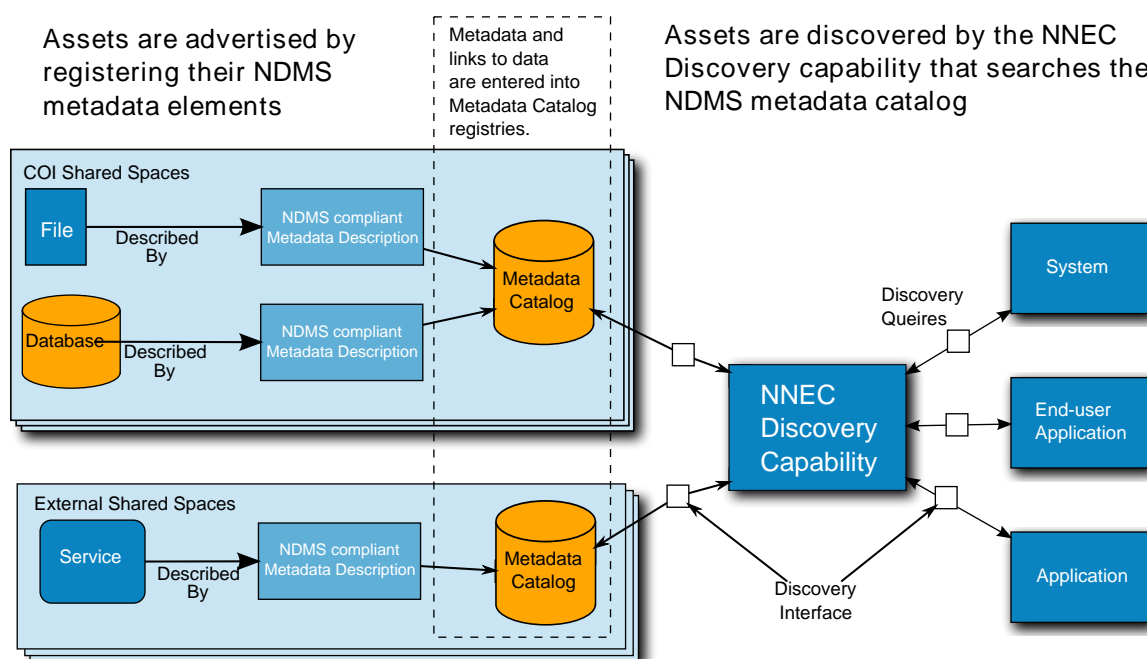 Assets are advertised by
registering their NDMS
metadata elements
Metadata and
links to data
are entered into
Metadata Catalog
registries.
Assets are discovered by the NNEC
Discovery capability that searches the
NDMS metadata catalog
COI Shared Spaces
File
Described
By
NDMS compliant
Metadata Description
Metadata
Catalog
Database
Described
By
NDMS compliant
Metadata Description
Discovery
Queires
System
NNEC
Discovery
Capability
End-user
Application
External Shared Spaces
Service
Described
By
NDMS compliant
Metadata Description
Metadata
Catalog
Discovery
Interface
Application